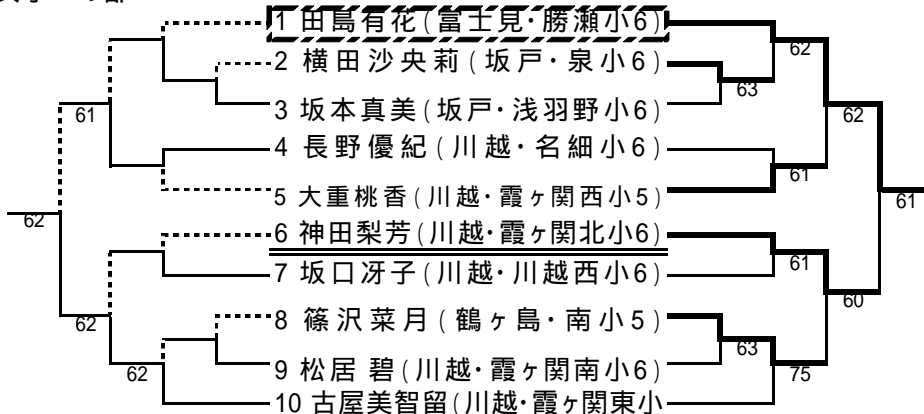 の部
1 田島有花(富士見・勝瀬小6)
62
2 横田沙央莉(坂戸・泉小6)
63
3 坂本真美(坂戸・浅羽野小6)
61
62
4 長野優紀(川越・名細小6)
61
5 大重桃香(川越・霞ヶ関西小5)
62
61
6 神田梨芳(川越・霞ヶ関北小6)
61
7 坂口冴子(川越・川越西小6)
60
62
8 篠沢菜月(鶴ヶ島・南小5)
63
9 松居碧(川越・霞ヶ関南小6)
62
75
10 古屋美智留(川越・霞ヶ関東小